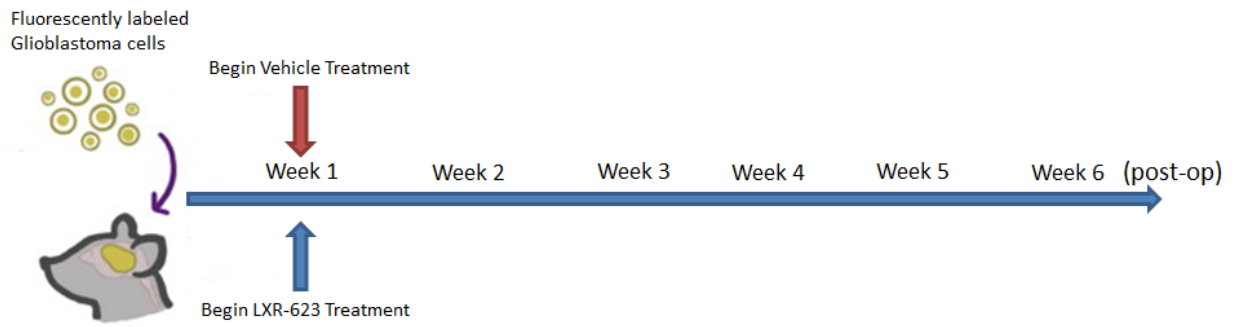 Fluorescently labeled
Glioblastoma cells
Begin Vehicle Treatment
Week 1 Week 2 Week 3 Week 4 Week 5 Week 6 (post-op)
Begin LXR-623 Treatment